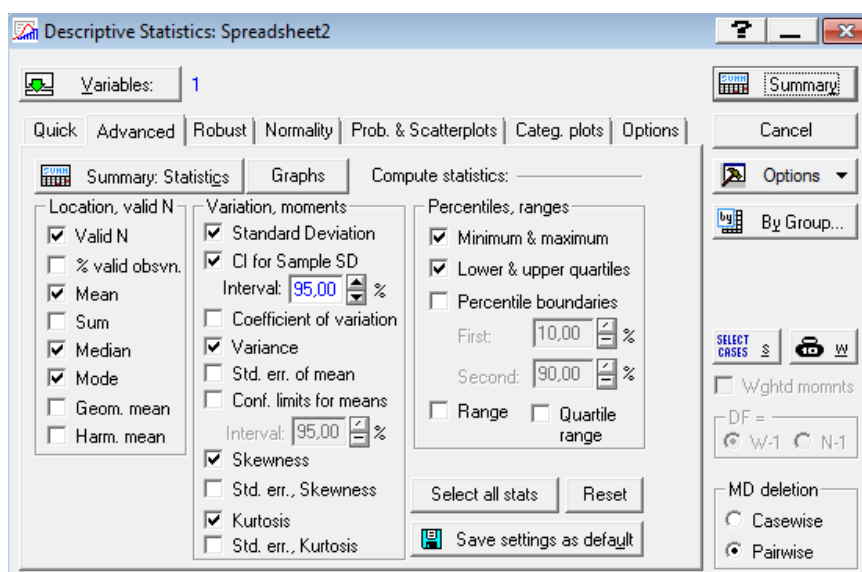 Descriptive Statistics: Spreadsheet2
?
Variables: 1
Summary
Quick Advanced Robust Normality Prob. & Scatterplots Categ. plots Options
Cancel
Summary: Statistics Graphs Compute statistics:
Options
By Group...
Location, valid N
Valid N
% valid obsvn.
Mean
Sum
Median
Mode
Geom. mean
Harm. mean
Variation, moments
Standard Deviation
CI for Sample SD
Interval: 95,00 %
Coefficient of variation
Variance
Std. err. of mean
Conf. limits for means
Interval: 95,00 %
Skewness
Std. err., Skewness
Kurtosis
Std. err., Kurtosis
Percentiles, ranges
Minimum & maximum
Lower & upper quartiles
Percentile boundaries
First: 10,00 %
Second: 90,00 %
Range
Quartile
range
Select all stats Reset
Save settings as default
SELECT
CASES S W
Wghtd momnts
DF =
W-1 N-1
MD deletion
Casewise
Pairwise